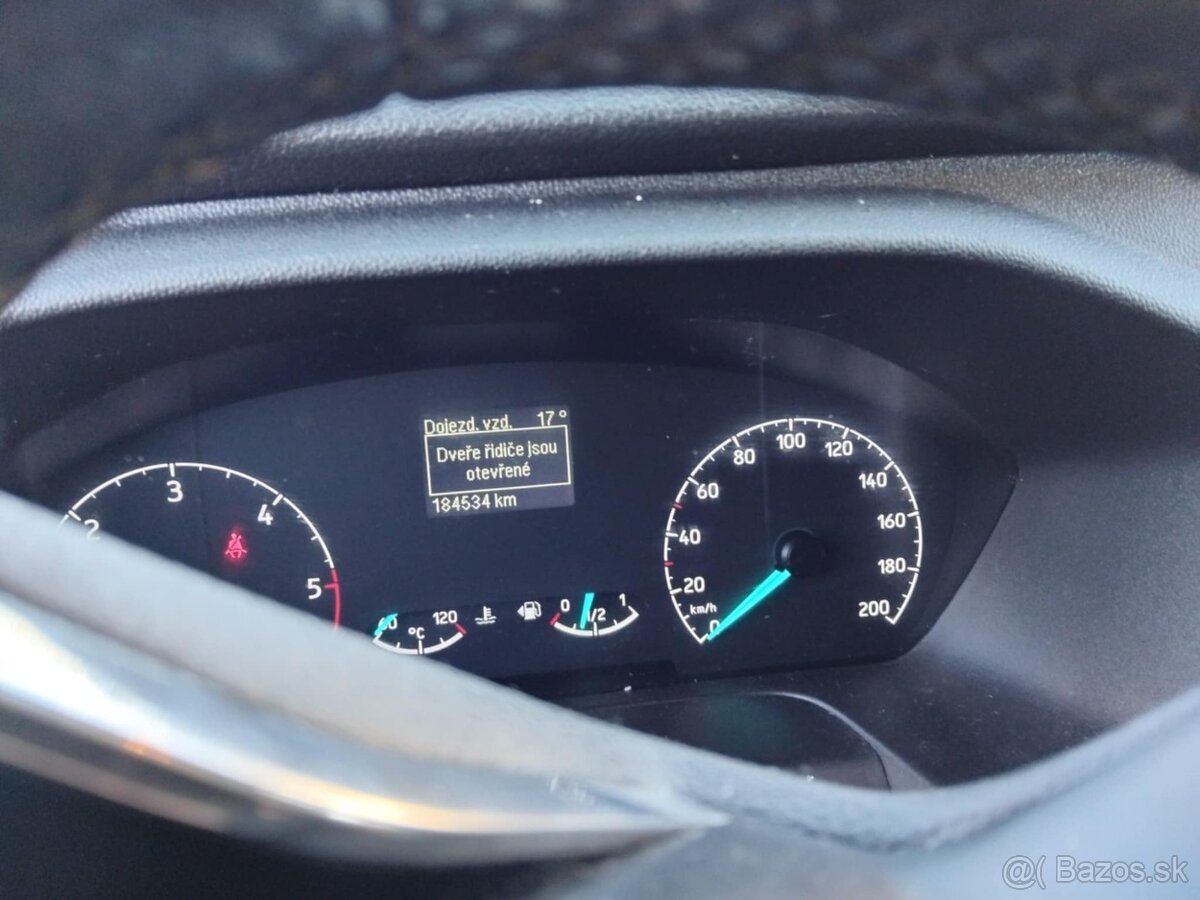 Dojezd. vzd. 17°
Dveře řidiče jsou
otevřené
184534 km
2 3 4 5
60 120
°C
0 1/2 1
0 20 40 60 80 100 120 140 160 180 200
km/h
@( Bazos.sk